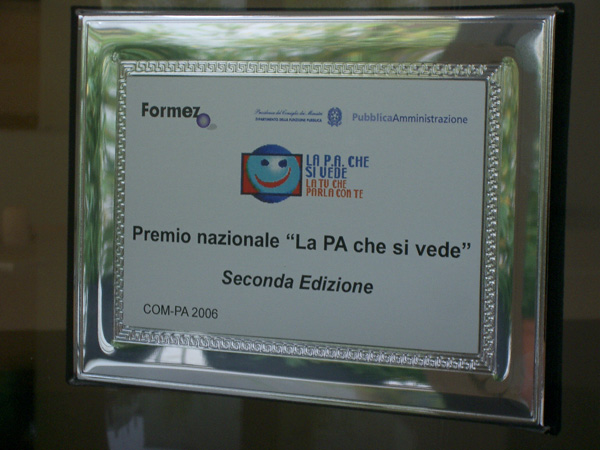 Formez
Presidenza del Consiglio dei Ministri
DIPARTIMENTO DELLA FUNZIONE PUBBLICA
PubblicaAmministrazione
LA P.A. CHE
SI VEDE
LA TV CHE
PARLA CON TE
Premio nazionale “La PA che si vede”
Seconda Edizione
COM-PA 2006